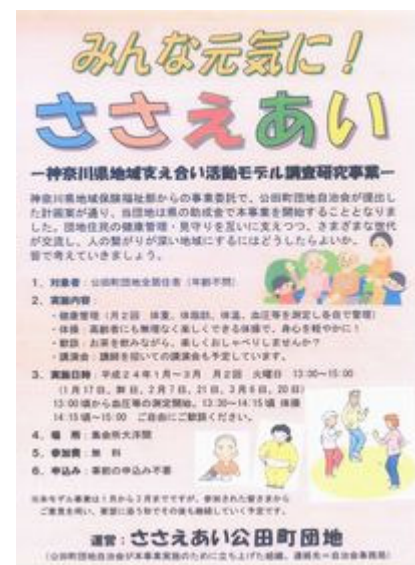 みんな元気に！
ささえあい
―神奈川県地域支え合い活動モデル調査研究事業―
神奈川県地域保険福祉部からの事業委託で、公田町団地自治会が提出し
た計画案が通り、当団地は県の助成金で本事業を開始することとなりま
した。団地住民の健康管理・見守りを互いに支えつつ、さまざまな世代
が交流し、人の繋がりが深い地域にするにはどうしたらよいか、
皆で考えていきましょう。
1．対象者：公田町団地全居住者（年齢不問）
2．実施内容：
・健康管理（月2回 体重、体脂肪、体温、血圧等を測定し各自で管理）
・体操：高齢者にも無理なく楽しくできる体操で、身心を軽やかに！
・歓談：お茶を飲みながら、楽しくおしゃべりしませんか？
・講演会：講師を招いての講演会も予定しています。
3．実施日時：平成24年1月～3月 月2回 火曜日 13:00～15:00
（1月17日、31日、2月7日、21日、3月6日、20日）
13:00頃から血圧等の測定開始。13:30～14:15頃 体操
14:15頃～15:00 ご自由にご歓談ください。
4．場 所：集会所大洋間
5．参加費：無 料
6．申込み：事前の申込み不要
※本モデル事業は1月から3月までですが、参加された皆さまから
ご意見を伺い、要望に添う形でその後も継続していく予定です。
運営：ささえあい公田町団地
（公田町団地自治会が本事業実施のために立ち上げた組織。連絡先＝自治会事務局）